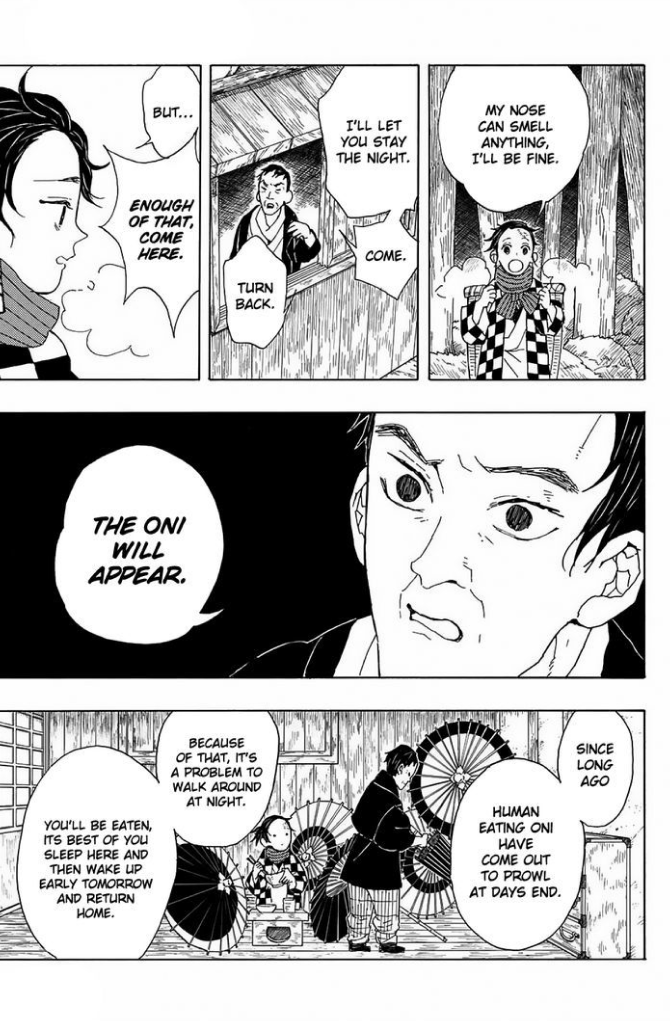 MY NOSE
CAN SMELL
ANYTHING,
I'LL BE FINE.
I'LL LET
YOU STAY
THE NIGHT.
COME.
TURN
BACK.
BUT...
ENOUGH
OF THAT,
COME
HERE.
THE ONI
WILL
APPEAR.
SINCE
LONG
AGO
HUMAN
EATING ONI
HAVE
COME OUT
TO PROWL
AT DAYS END.
BECAUSE
OF THAT, IT'S
A PROBLEM TO
WALK AROUND
AT NIGHT.
YOU'LL BE EATEN,
ITS BEST OF YOU
SLEEP HERE AND
THEN WAKE UP
EARLY TOMORROW
AND RETURN
HOME.